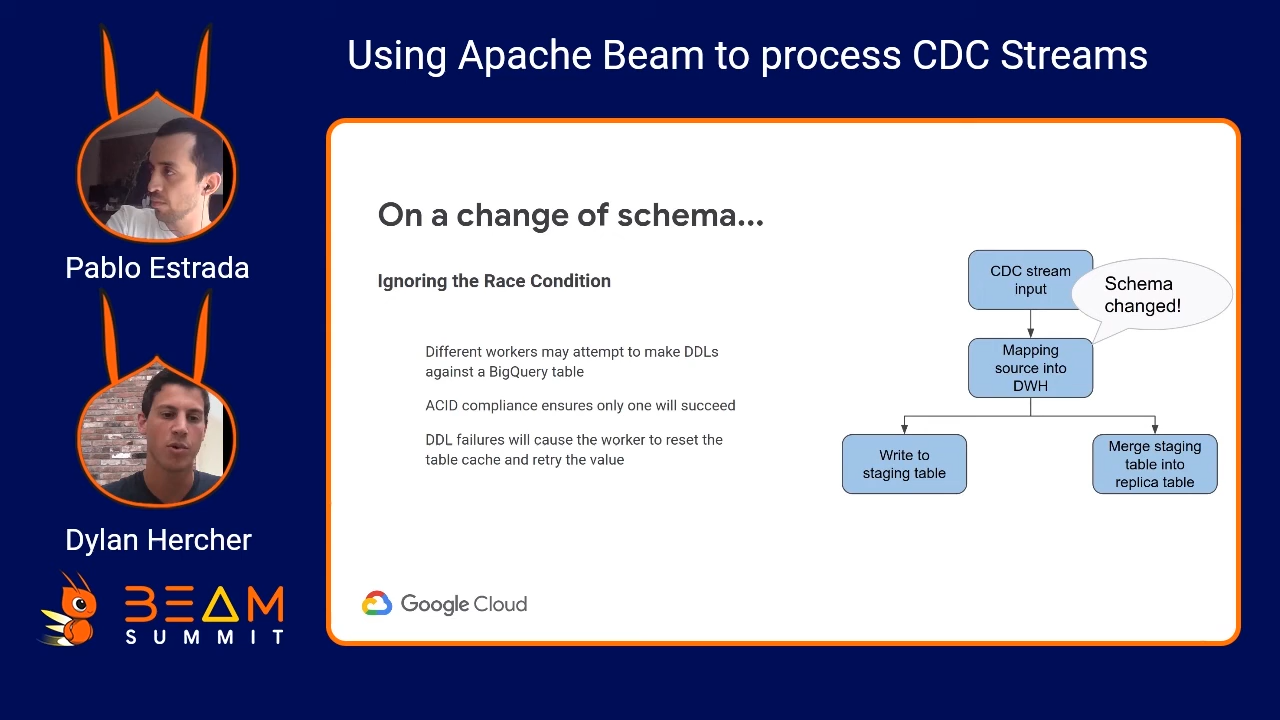 Using Apache Beam to process CDC Streams
Pablo Estrada
Dylan Hercher
BEAM
SUMMIT
On a change of schema...
Ignoring the Race Condition
Different workers may attempt to make DDLs
against a BigQuery table
ACID compliance ensures only one will succeed
DDL failures will cause the worker to reset the
table cache and retry the value
CDC stream
input
Schema
changed!
Mapping
source into
DWH
Write to
staging table
Merge staging
table into
replica table
Google Cloud